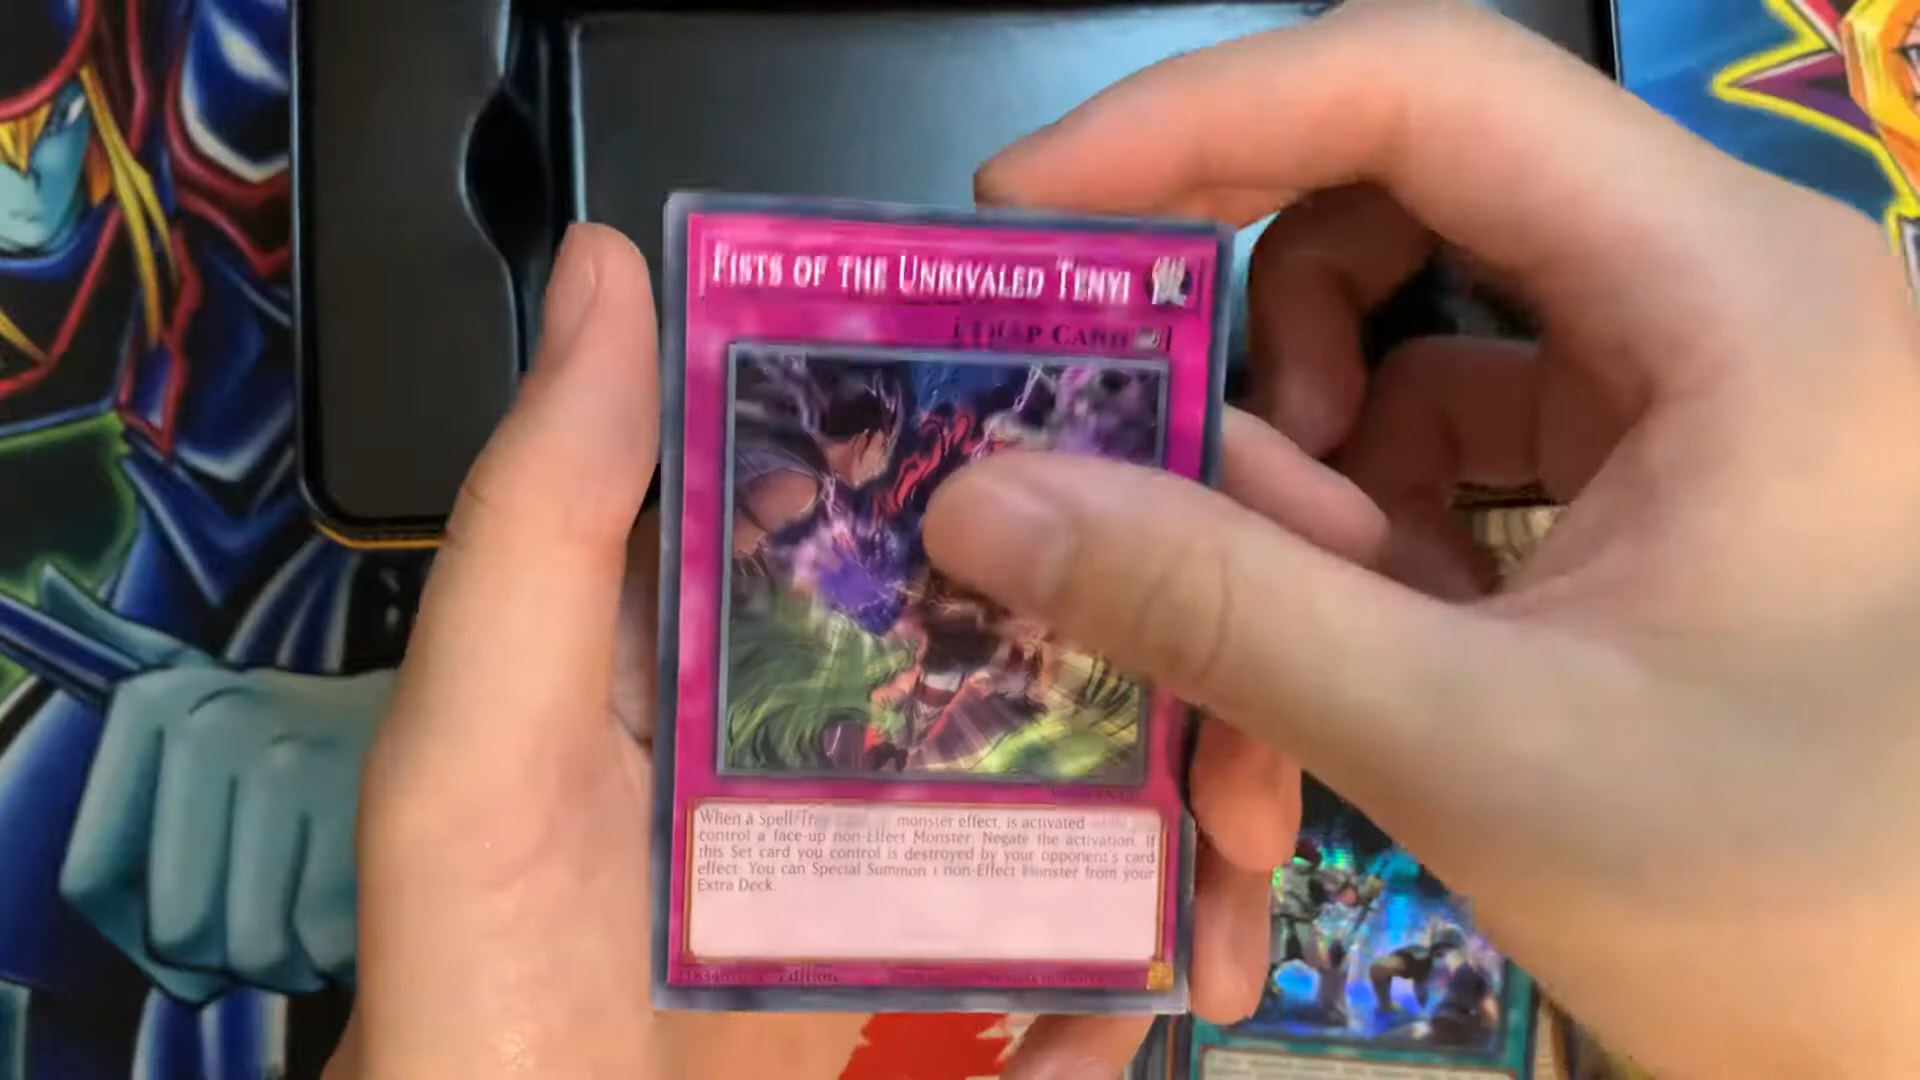 Fists of the Unrivaled Tenyi
Card
When a Spell/Trap monster effect, is activated
control a face-up non-Effect Monster: Negate the activation. If
this Set card you control is destroyed by your opponent's card
effect: You can Special Summon 1 non-Effect Monster from your
Extra Deck.
Edition